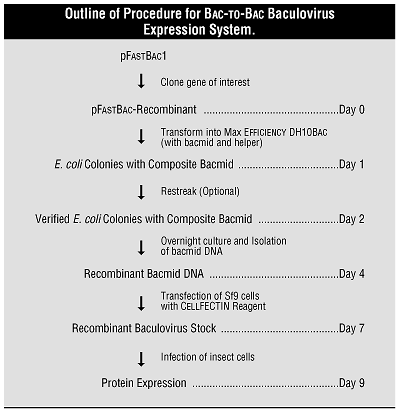 Outline of Procedure for BAC-TO-BAC Baculovirus
Expression System.
pFASTBAC1
Clone gene of interest
pFASTBAC-Recombinant ........................................Day 0
Transform into Max EFFICIENCY DH10BAC
(with bacmid and helper)
E. coli Colonies with Composite Bacmid ..............................Day 1
Restreak (Optional)
Verified E. coli Colonies with Composite Bacmid .......................Day 2
Overnight culture and Isolation
of bacmid DNA
Recombinant Bacmid DNA ......................................Day 4
Transfection of Sf9 cells
with CELLFECTIN Reagent
Recombinant Baculovirus Stock ..................................Day 7
Infection of insect cells
Protein Expression ...........................................Day 9